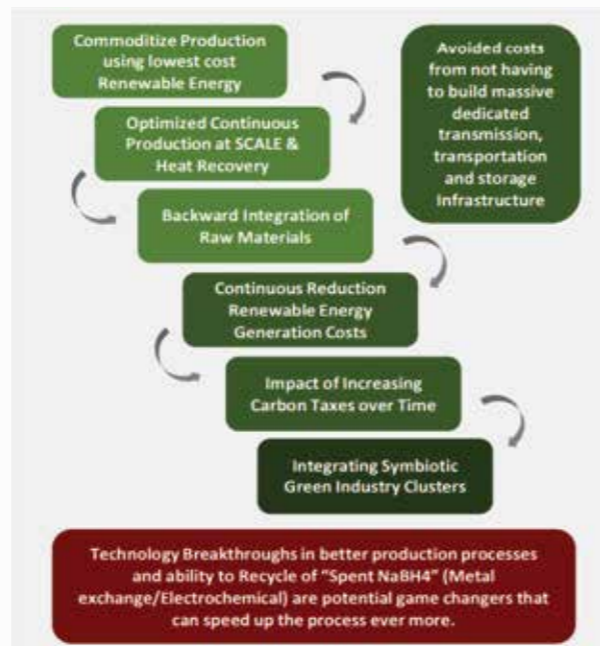 Commoditize Production
using lowest cost
Renewable Energy
Avoided costs
from not having
to build massive
dedicated
transmission,
transportation
and storage
Infrastructure
Optimized Continuous
Production at SCALE &
Heat Recovery
Backward Integration of
Raw Materials
Continuous Reduction
Renewable Energy
Generation Costs
Impact of Increasing
Carbon Taxes over Time
Integrating Symbiotic
Green Industry Clusters
Technology Breakthroughs in better production processes
and ability to Recycle of “Spent NaBH4” (Metal
exchange/Electrochemical) are potential game changers that
can speed up the process ever more.